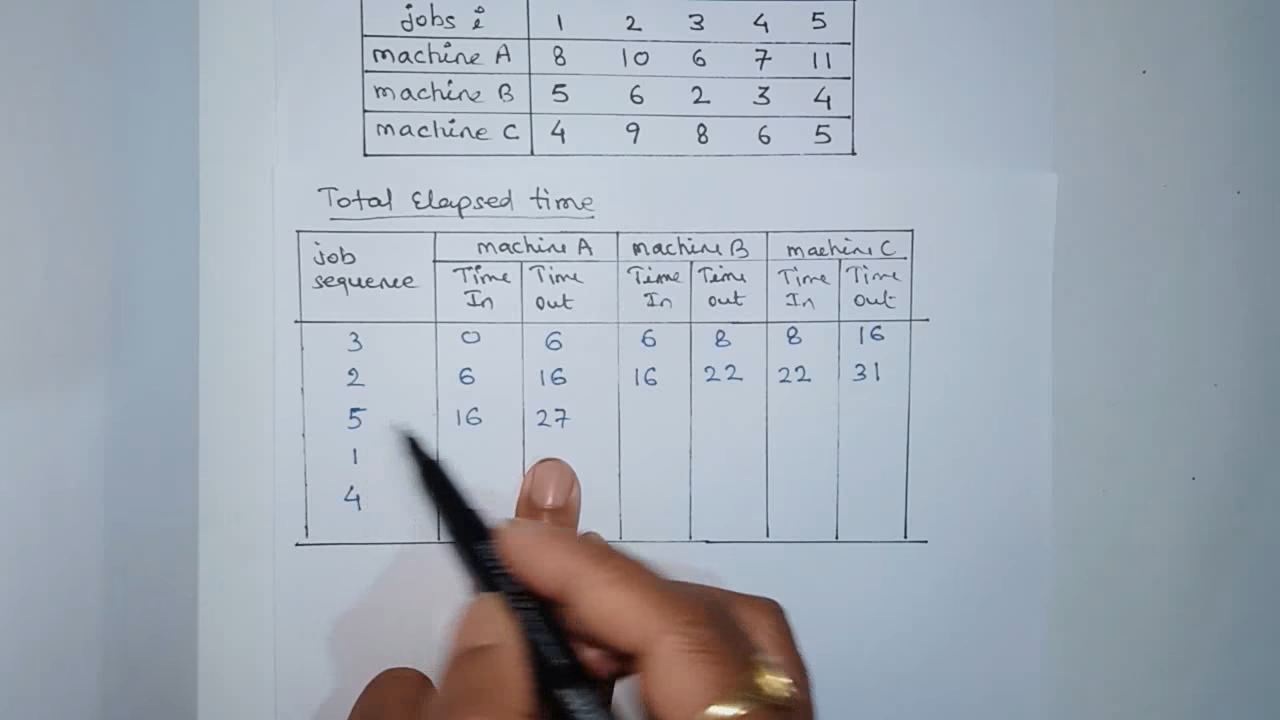 jobs i 1 2 3 4 5
machine A 8 10 6 7 11
machine B 5 6 2 3 4
machine C 4 9 8 6 5
Total Elapsed time
job sequence machine A machine B machine C
Time In Time out Time In Time out Time In Time out
3 0 6 6 8 8 16
2 6 16 16 22 22 31
5 16 27
1
4